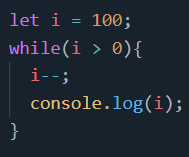 let i = 100;
while(i > 0){
  i--;
  console.log(i);
}